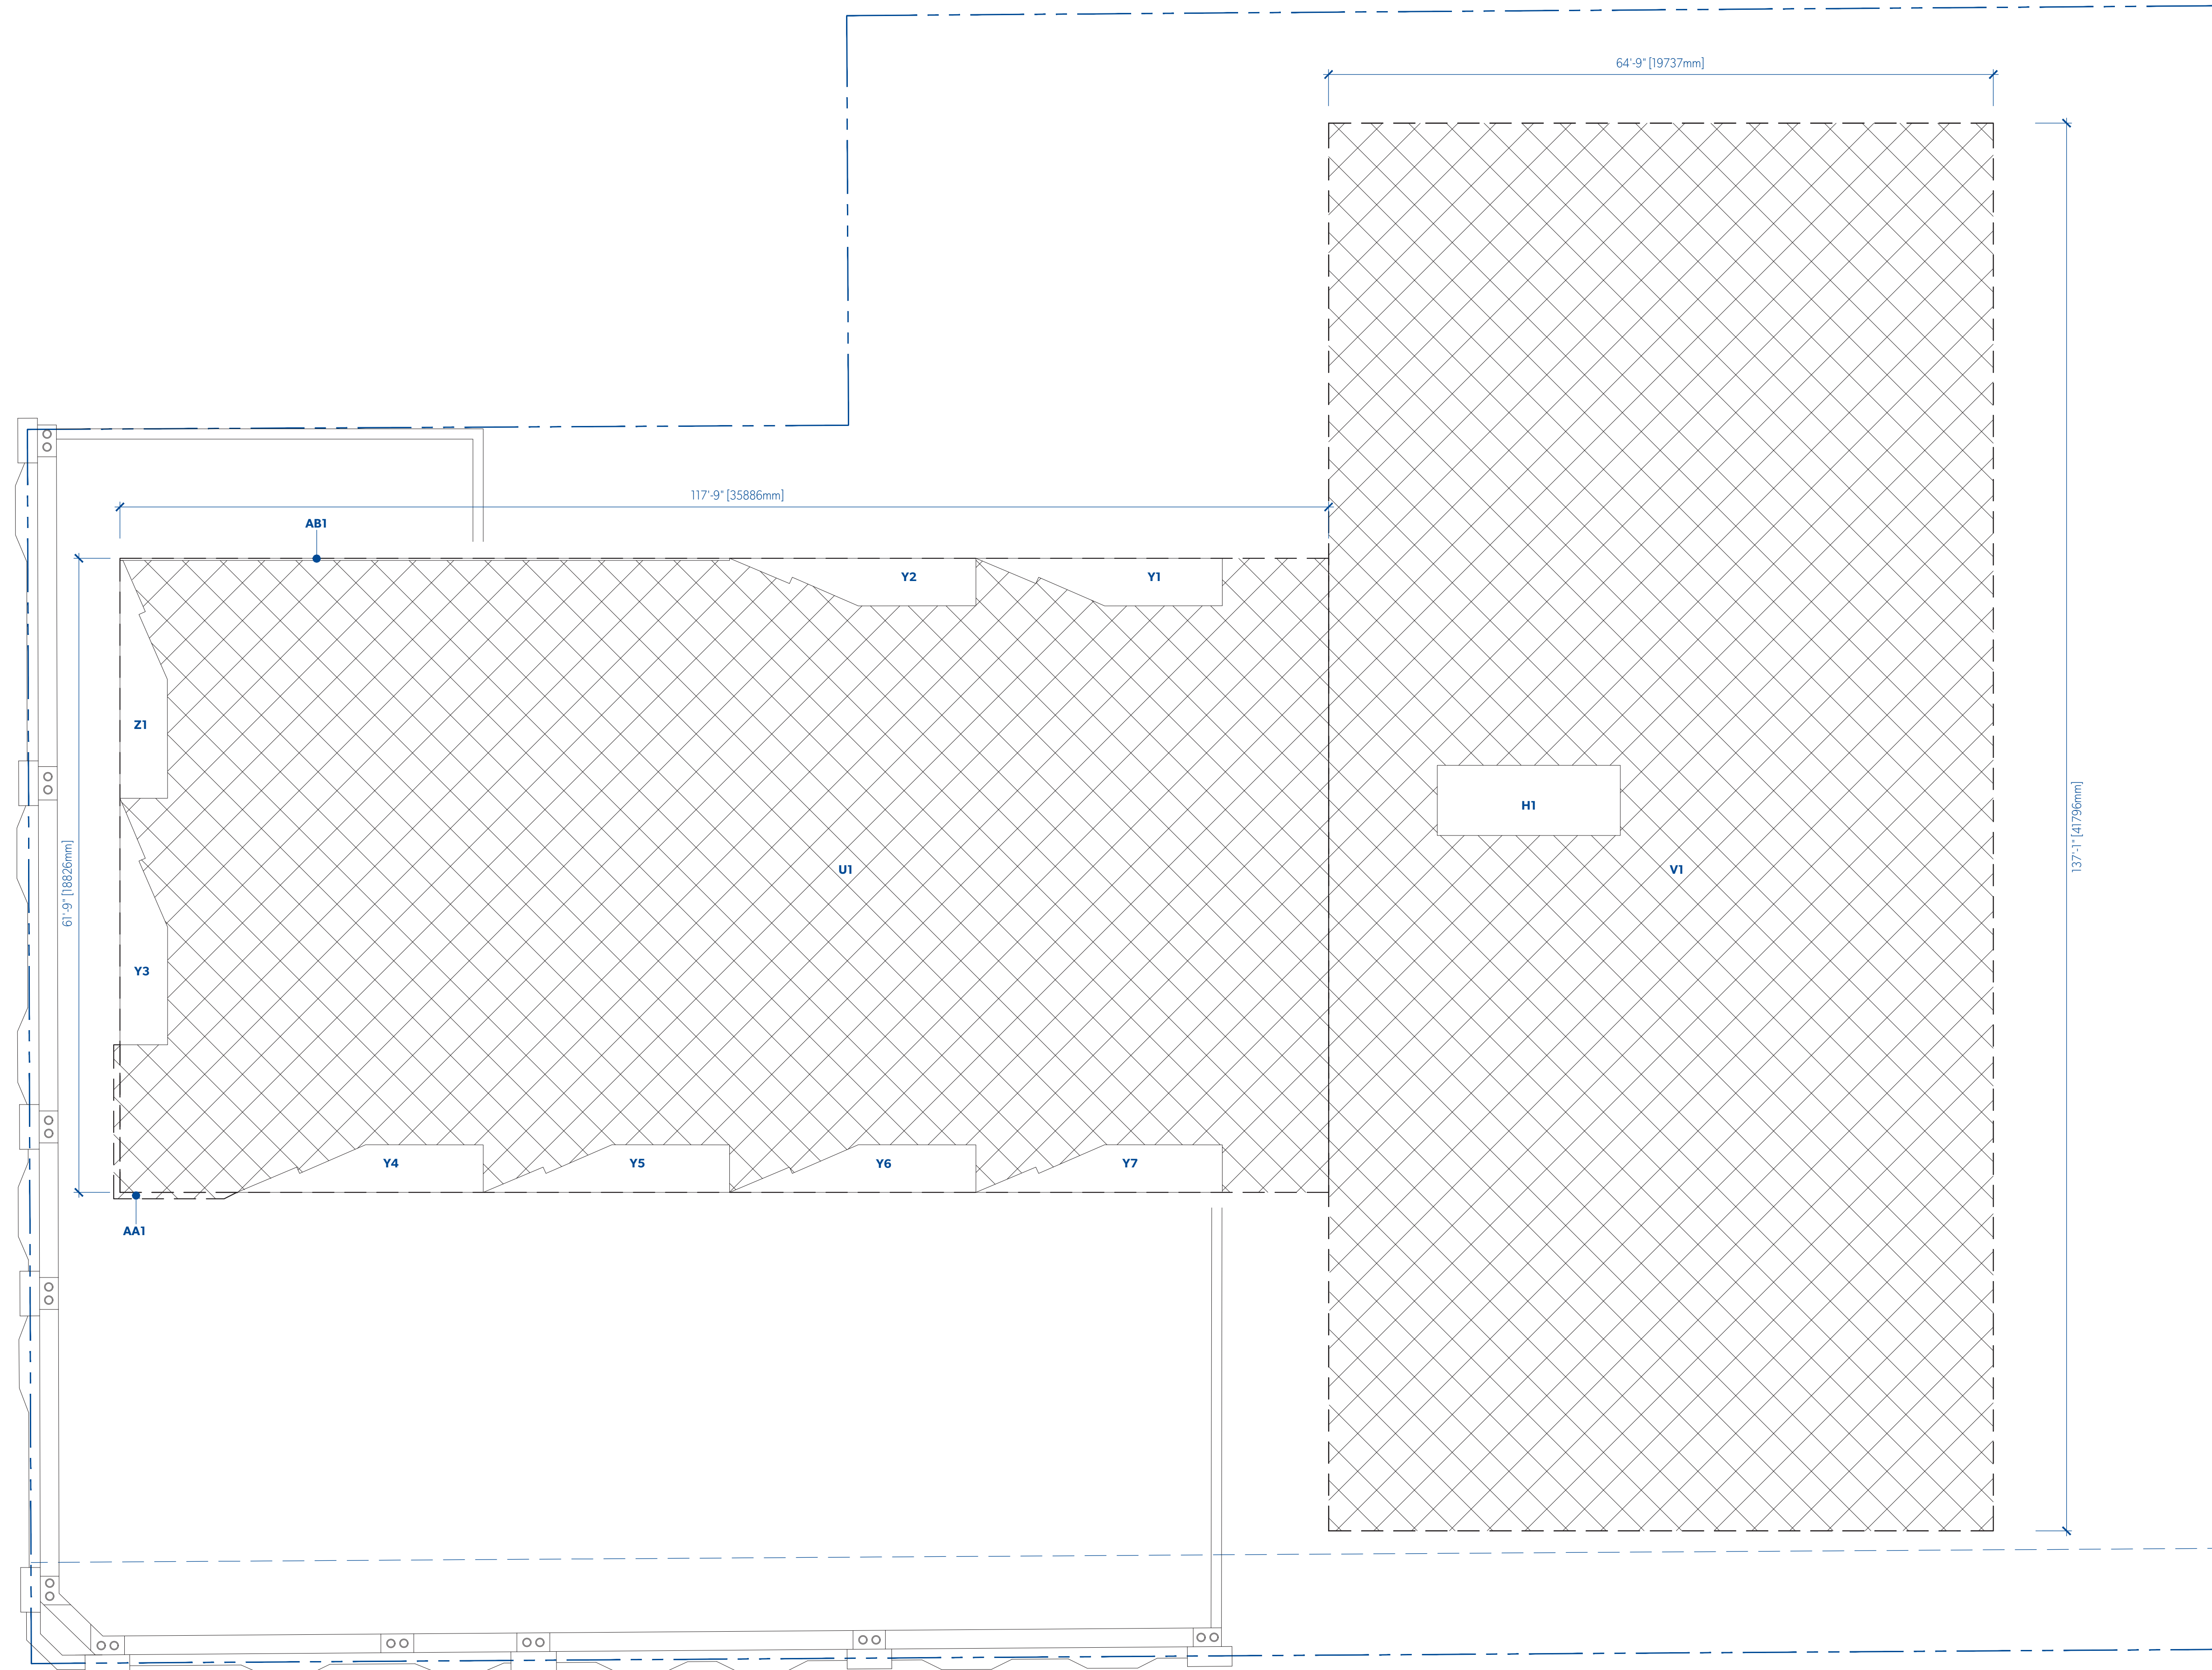 64'-9" [19737mm]
117'-9" [35886mm]
AB1
Y2
Y1
Z1
H1
137'-1" [41796mm]
61'-9" [18826mm]
U1
V1
Y3
Y4
Y5
Y6
Y7
AA1